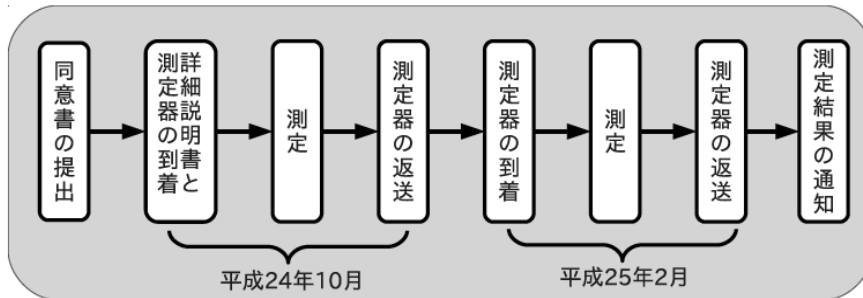 同意書の提出
詳細説明書と
測定器の到着
測定
測定器の返送
測定器の到着
測定
測定器の返送
測定結果の通知
平成24年10月
平成25年2月